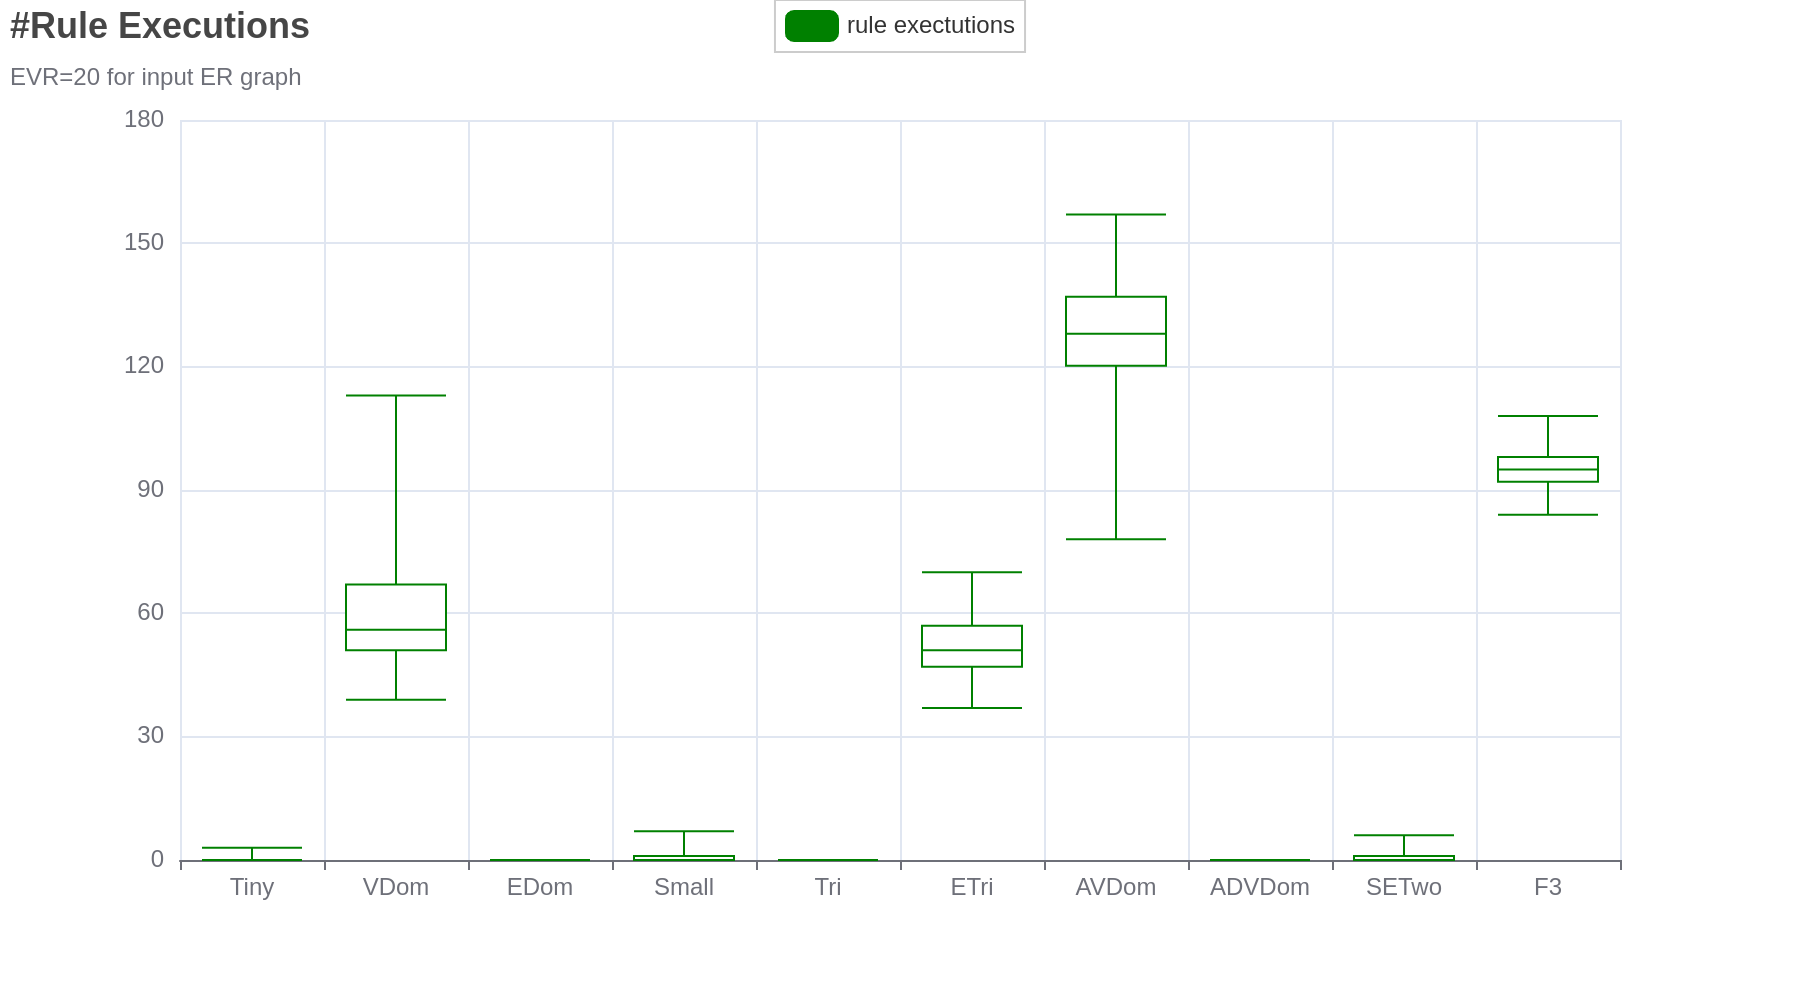 #Rule Executions
rule exectutions
EVR=20 for input ER graph
180
150
120
90
60
30
0
Tiny VDom EDom Small Tri ETri AVDom ADVDom SETwo F3